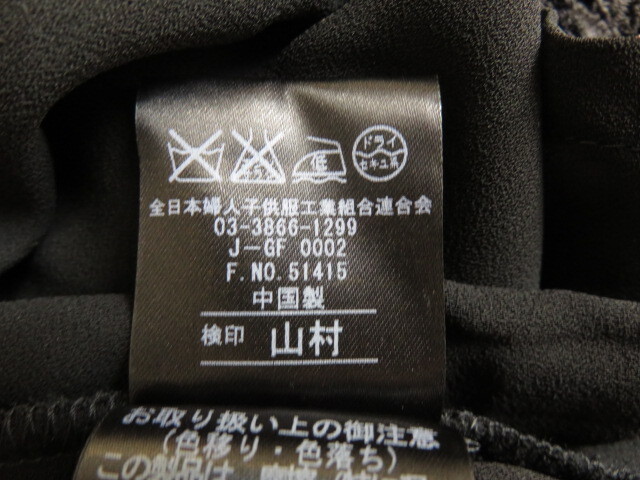 低
ドライ
セキユ系
全日本婦人子供服工業組合連合会
03-3866-1299
J-GF 0002
F.NO.51415
中国製
検印 山村
お取り扱い上の御注意
(色移り・色落ち)
この製品は、摩擦